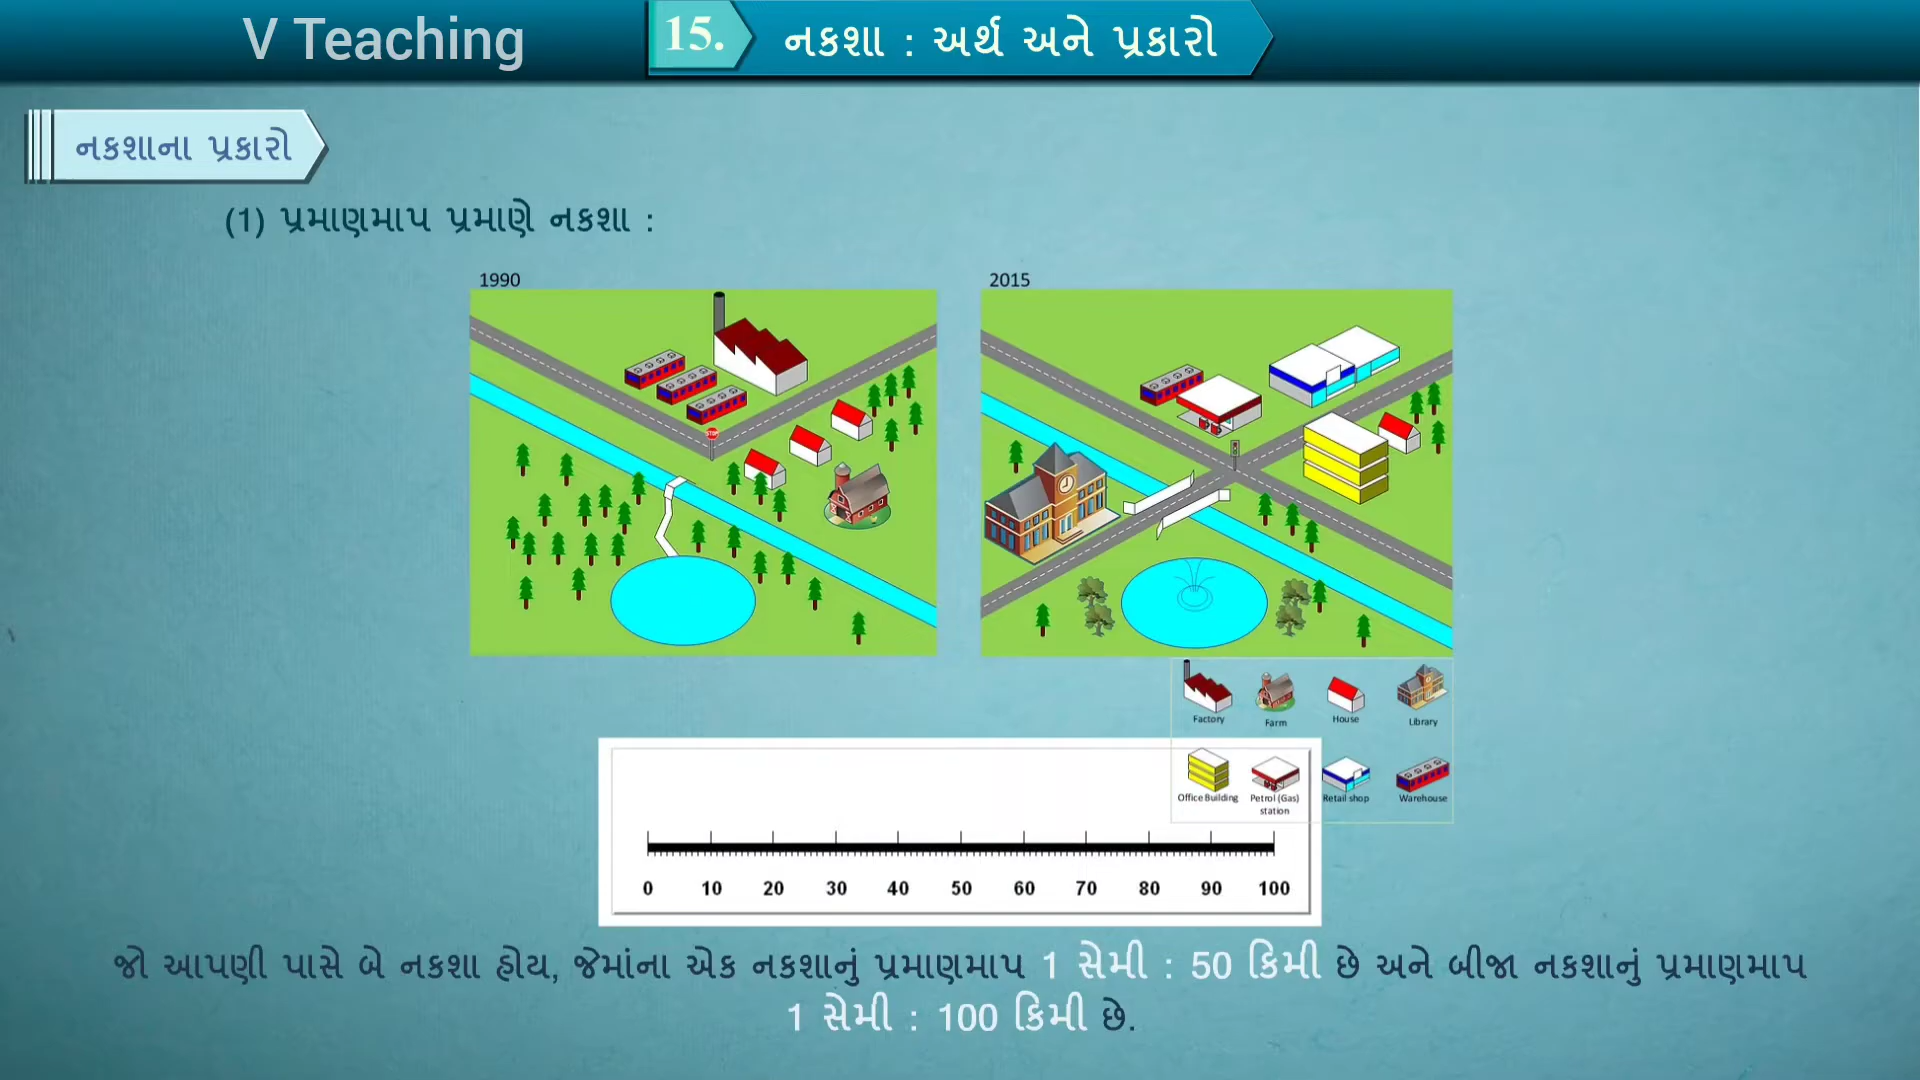 V Teaching
15.
નકશા : અર્થ અને પ્રકારો
નકશાના પ્રકારો
(1) પ્રમાણમાપ પ્રમાણે નકશા :
1990
2015
STOP
Factory
Farm
House
Library
Office Building
Petrol (Gas)
station
Retail shop
Warehouse
0 10 20 30 40 50 60 70 80 90 100
જો આપણી પાસે બે નકશા હોય, જેમાંના એક નકશાનું પ્રમાણમાપ 1 સેમી : 50 કિમી છે અને બીજા નકશાનું પ્રમાણમાપ
1 સેમી : 100 કિમી છે.